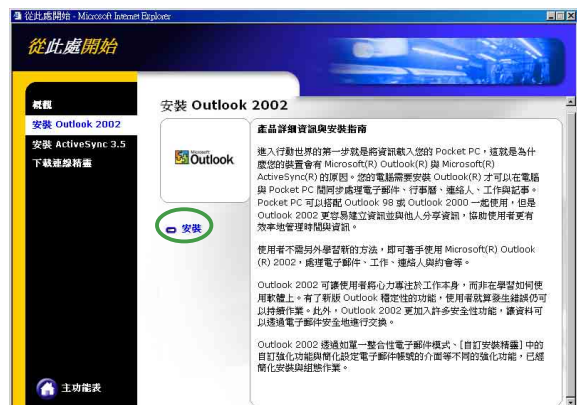 從此處開始 - Microsoft Internet Explorer
從此處開始
概觀
安裝 Outlook 2002
安裝 ActiveSync 3.5
下載連線精靈
主功能表
安裝 Outlook 2002
Microsoft
Outlook
安裝
產品詳細資訊與安裝指南
進入行動世界的第一步就是將資訊載入您的 Pocket PC，這就是為什
麼您的裝置會有 Microsoft(R) Outlook(R) 與 Microsoft(R)
ActiveSync(R) 的原因。您的電腦需要安裝 Outlook(R) 才可以在電腦
與 Pocket PC 間同步處理電子郵件、行事曆、連絡人、工作與記事。
Pocket PC 可以搭配 Outlook 98 或 Outlook 2000 一起使用，但是
Outlook 2002 更容易建立資訊並與他人分享資訊，協助使用者更有
效率地管理時間與資訊。
使用者不需另外學習新的方法，即可著手使用 Microsoft(R) Outlook
(R) 2002，處理電子郵件、工作、連絡人與約會等。
Outlook 2002 可讓使用者將心力專注於工作本身，而非在學習如何使
用軟體上。有了新版 Outlook 穩定性的功能，使用者就算發生錯誤仍可
以持續作業。此外，Outlook 2002 更加入許多安全性功能，讓資料可
以透過電子郵件安全地進行交換。
Outlook 2002 透過如單一整合性電子郵件模式、[自訂安裝精靈] 中的
自訂強化功能與簡化設定電子郵件帳號的介面等不同的強化功能，已經
簡化安裝與組態作業。